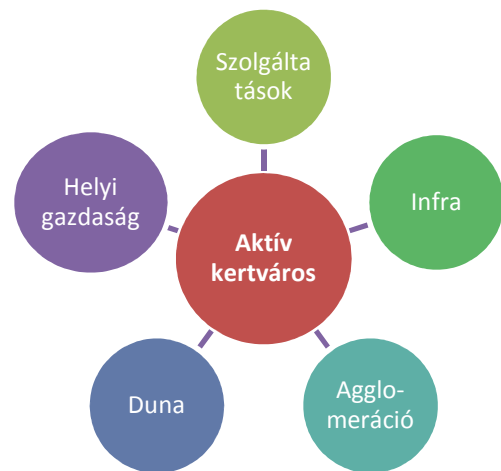 Szolgálta
tások
Helyi
gazdaság
Infra
Aktív
kertváros
Duna
Agglo-
meráció